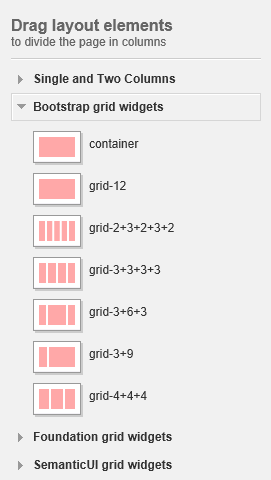 Drag layout elements
to divide the page in columns
Single and Two Columns
Bootstrap grid widgets
container
grid-12
grid-2+3+2+3+2
grid-3+3+3+3
grid-3+6+3
grid-3+9
grid-4+4+4
Foundation grid widgets
SemanticUI grid widgets